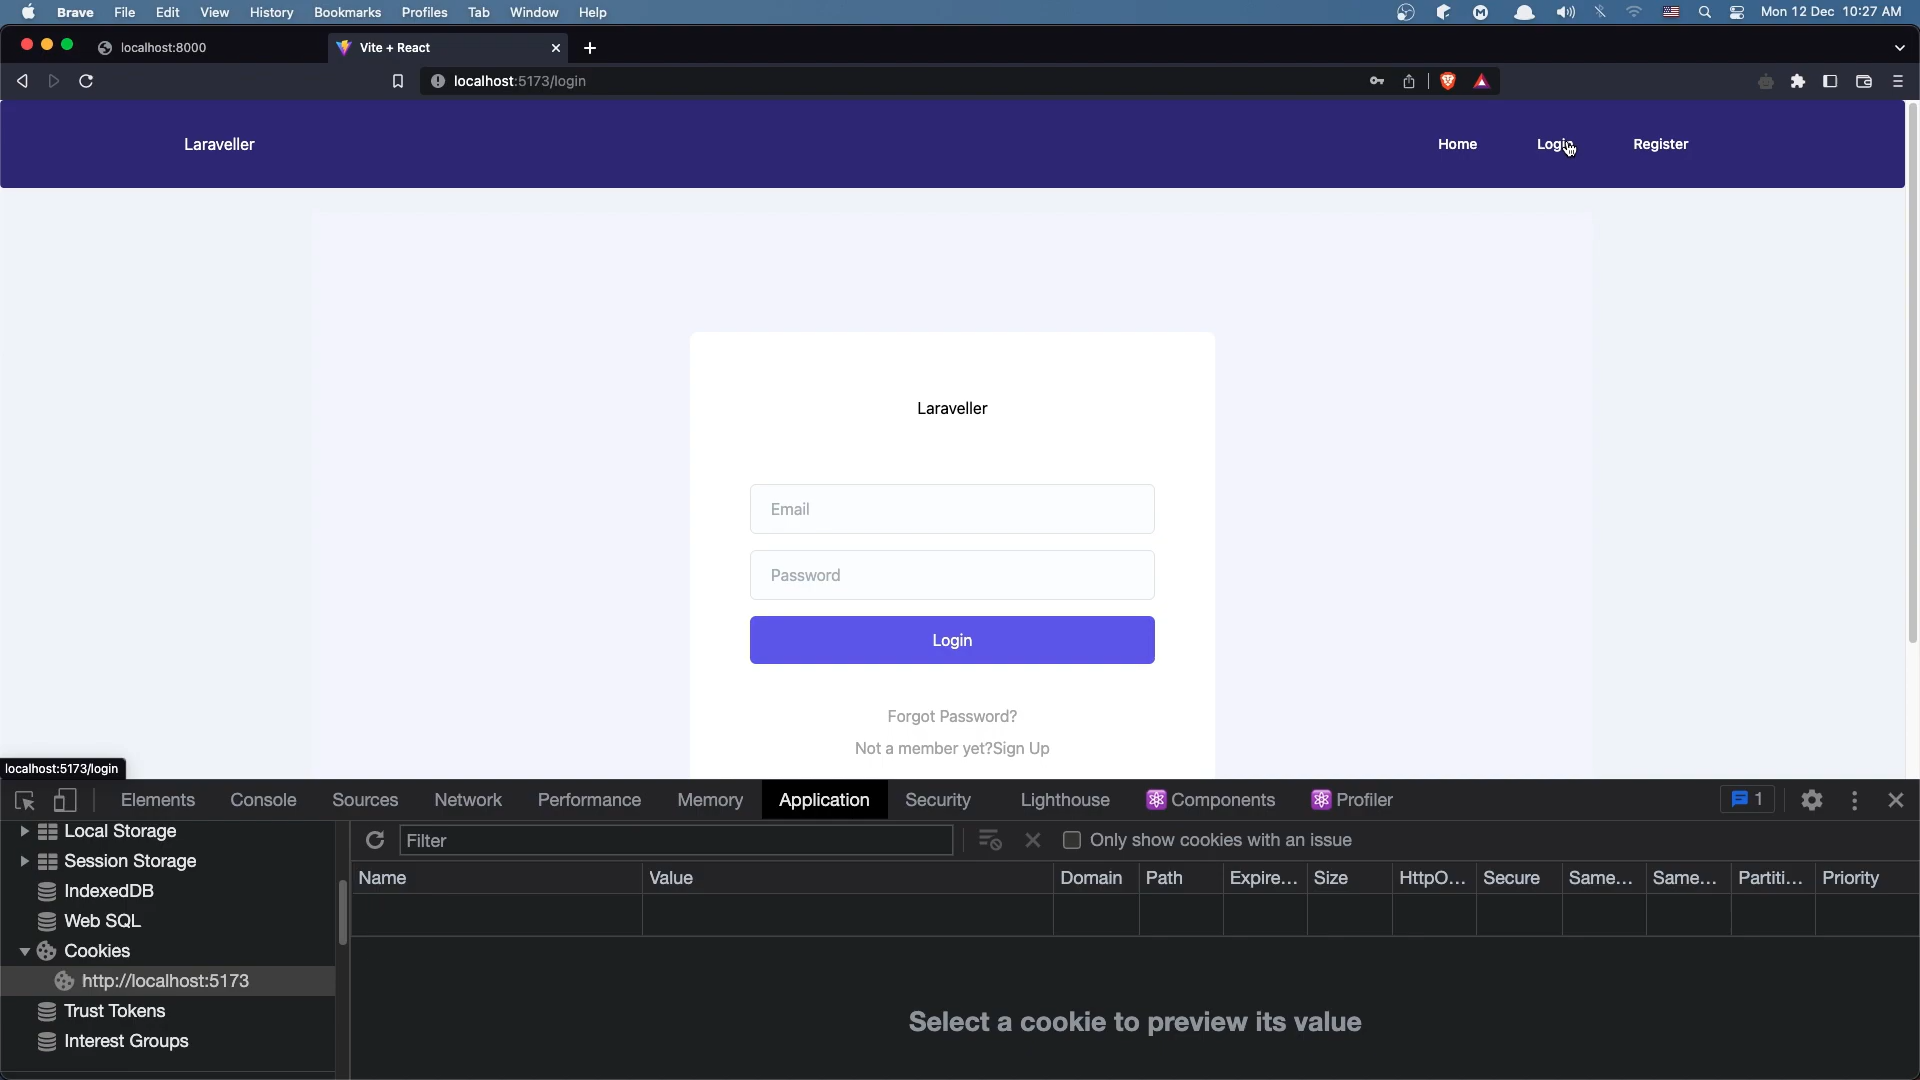 Brave File Edit View History Bookmarks Profiles Tab Window Help Mon 12 Dec 10:27 AM
localhost:8000 Vite + React
localhost:5173/login
Laraveller Home Login Register
Laraveller
Email
Password
Login
Forgot Password?
Not a member yet?Sign Up
localhost:5173/login
Elements Console Sources Network Performance Memory Application Security Lighthouse Components Profiler 1
Local Storage Filter Only show cookies with an issue
Session Storage Name Value Domain Path Expire... Size HttpO... Secure Same... Same... Partiti... Priority
IndexedDB
Web SQL
Cookies
http://localhost:5173
Trust Tokens Select a cookie to preview its value
Interest Groups